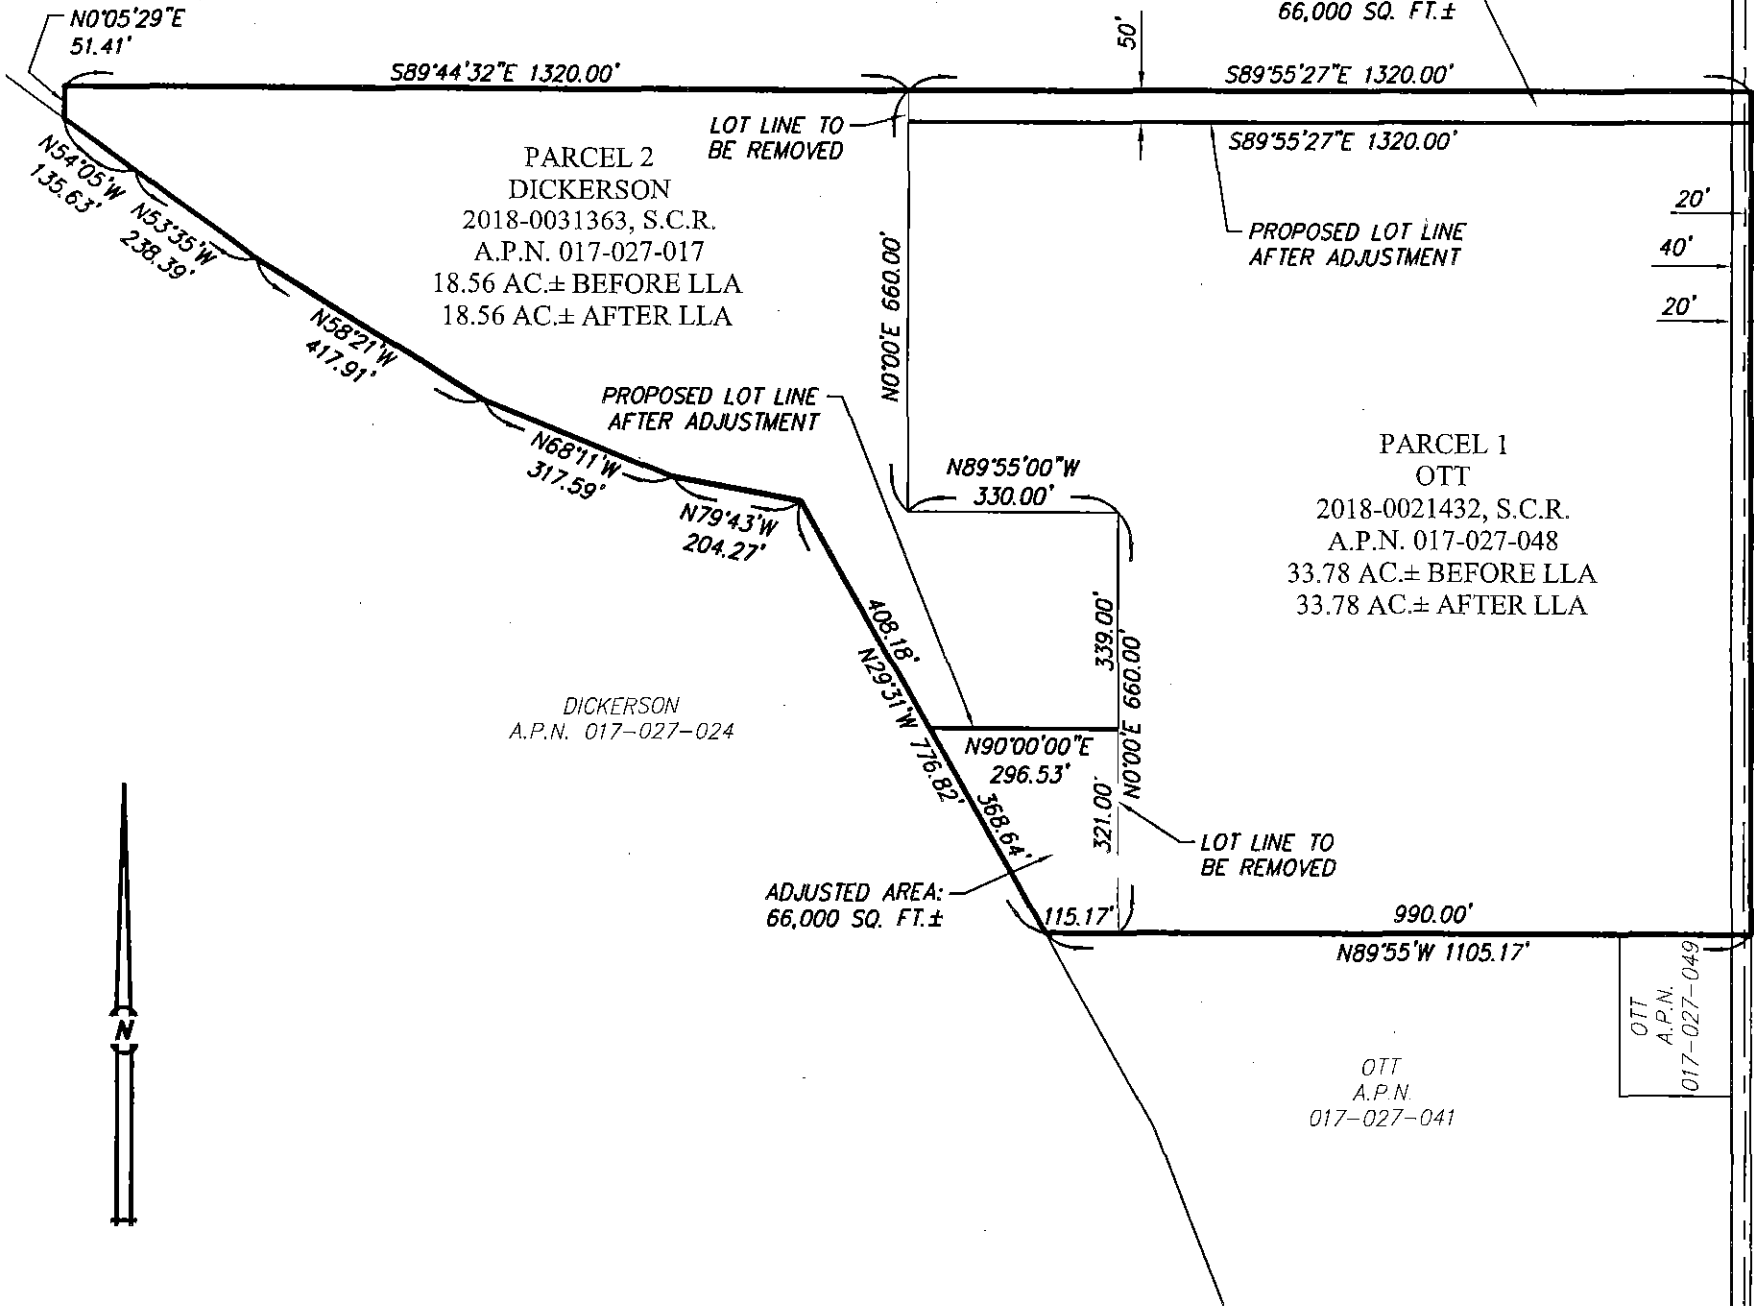 N0°05'29"E
51.41'
66,000 SQ. FT.±
50'
S89°44'32"E 1320.00'
S89°55'27"E 1320.00'
LOT LINE TO
BE REMOVED
S89°55'27"E 1320.00'
PARCEL 2
DICKERSON
2018-0031363, S.C.R.
A.P.N. 017-027-017
18.56 AC.± BEFORE LLA
18.56 AC.± AFTER LLA
N54°05'W
135.63'
N53°35'W
238.39'
N58°21'W
417.91'
N68°11'W
317.59'
N79°43'W
204.27'
PROPOSED LOT LINE
AFTER ADJUSTMENT
20'
40'
20'
N0°00'E 660.00'
PROPOSED LOT LINE
AFTER ADJUSTMENT
N89°55'00"W
330.00'
PARCEL 1
OTT
2018-0021432, S.C.R.
A.P.N. 017-027-048
33.78 AC.± BEFORE LLA
33.78 AC.± AFTER LLA
408.18'
N29°31'W 776.82'
368.64'
339.00'
N0°00'E 660.00'
321.00'
DICKERSON
A.P.N. 017-027-024
N90°00'00"E
296.53'
LOT LINE TO
BE REMOVED
ADJUSTED AREA:
66,000 SQ. FT.±
115.17'
990.00'
N89°55'W 1105.17'
OTT
A.P.N.
017-027-049
OTT
A.P.N.
017-027-041
N